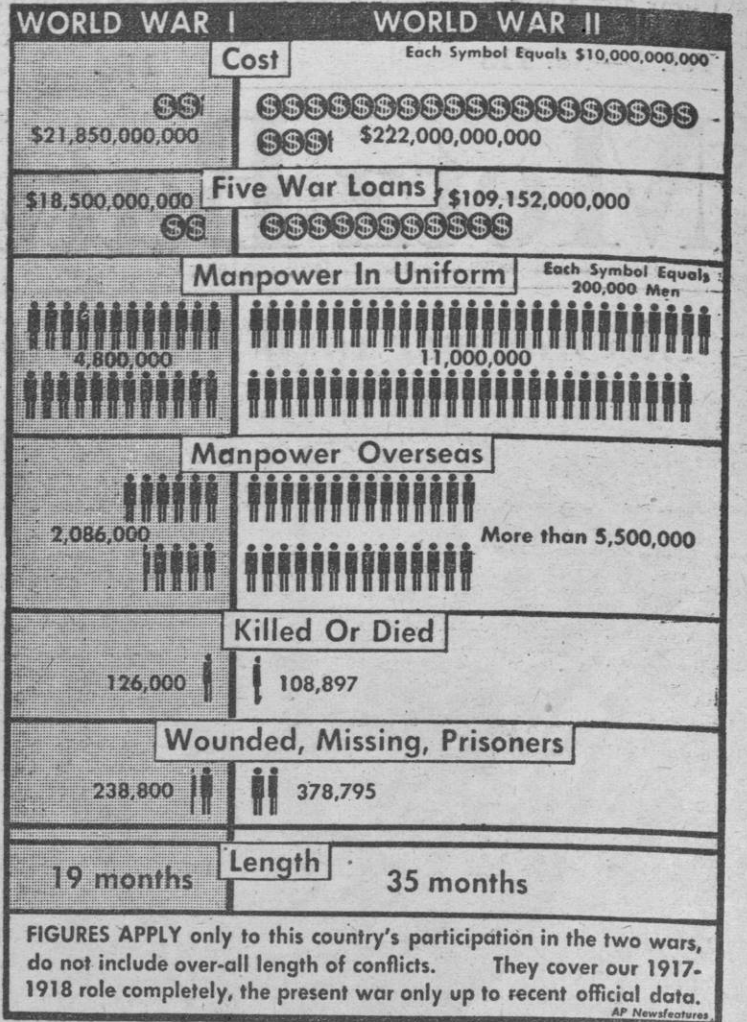 WORLD WAR I WORLD WAR II
Cost
Each Symbol Equals $10,000,000,000
$21,850,000,000 $222,000,000,000
Five War Loans
$18,500,000,000 $109,152,000,000
Manpower In Uniform
Each Symbol Equals
200,000 Men
4,800,000 11,000,000
Manpower Overseas
2,086,000 More than 5,500,000
Killed Or Died
126,000 108,897
Wounded, Missing, Prisoners
238,800 378,795
Length
19 months 35 months
FIGURES APPLY only to this country's participation in the two wars,
do not include over-all length of conflicts. They cover our 1917-
1918 role completely, the present war only up to recent official data.
AP Newsfeatures